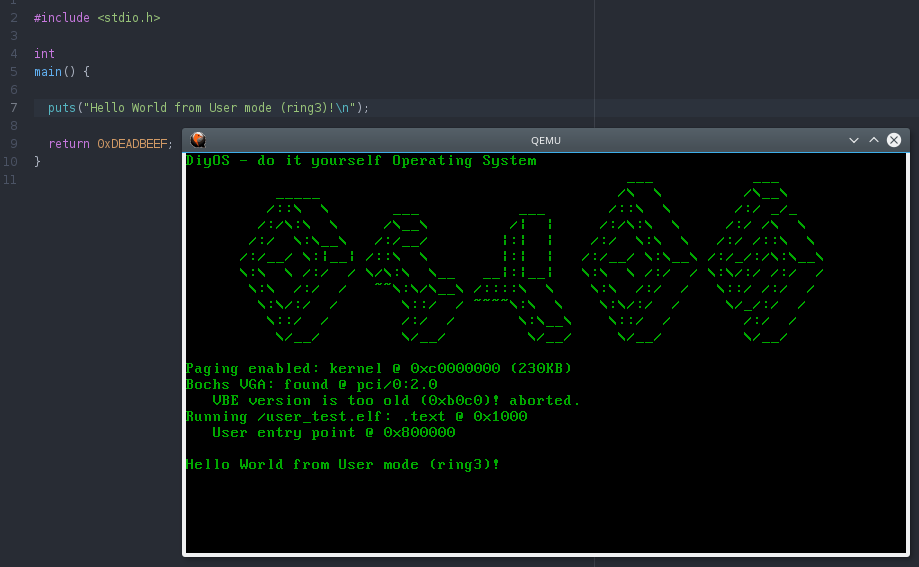 1
2 #include <stdio.h>
3
4 int
5 main() {
6
7   puts("Hello World from User mode (ring3)!\n");
8
9   return 0xDEADBEEF;
10 }
11
QEMU
DiyOS - do it yourself Operating System
Paging enabled: kernel @ 0xc0000000 (230KB)
Bochs VGA: found @ pci/0:2.0
   VBE version is too old (0xb0c0)! aborted.
Running /user_test.elf: .text @ 0x1000
   User entry point @ 0x800000
Hello World from User mode (ring3)!